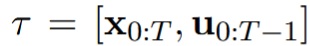 τ = [x₀:T, u₀:T−1]